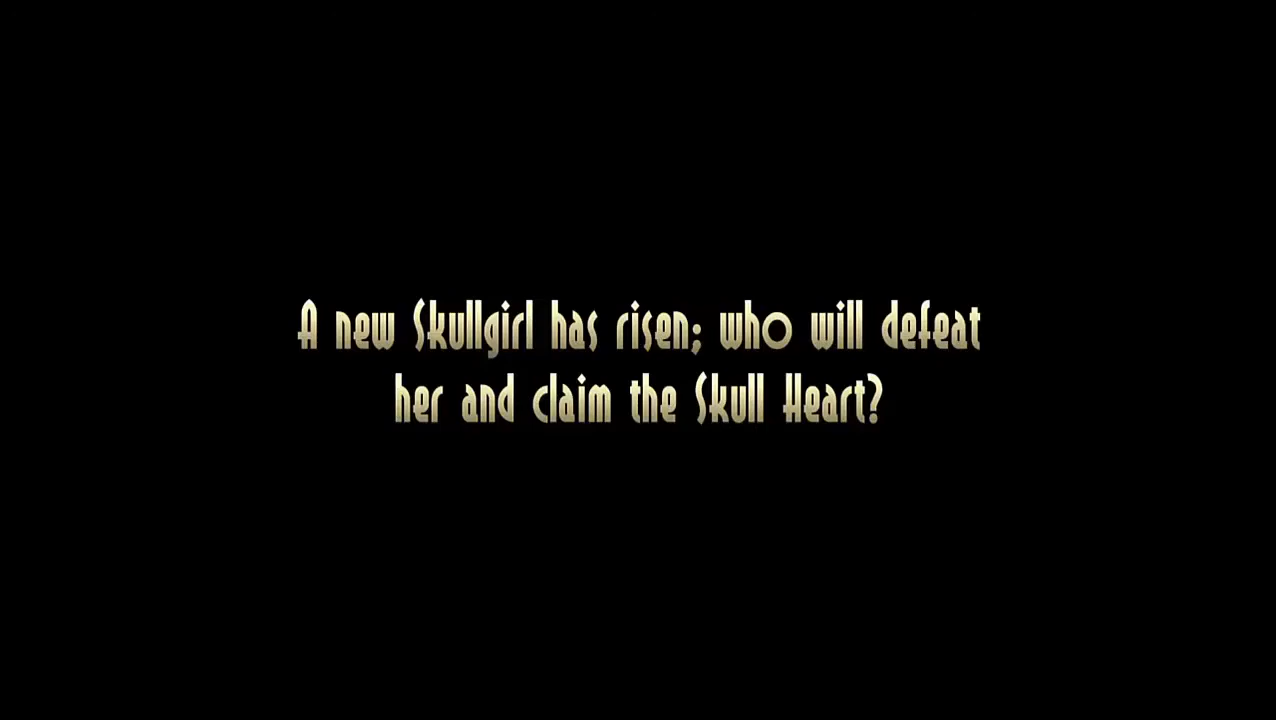 A new Skullgirl has risen; who will defeat
her and claim the Skull Heart?